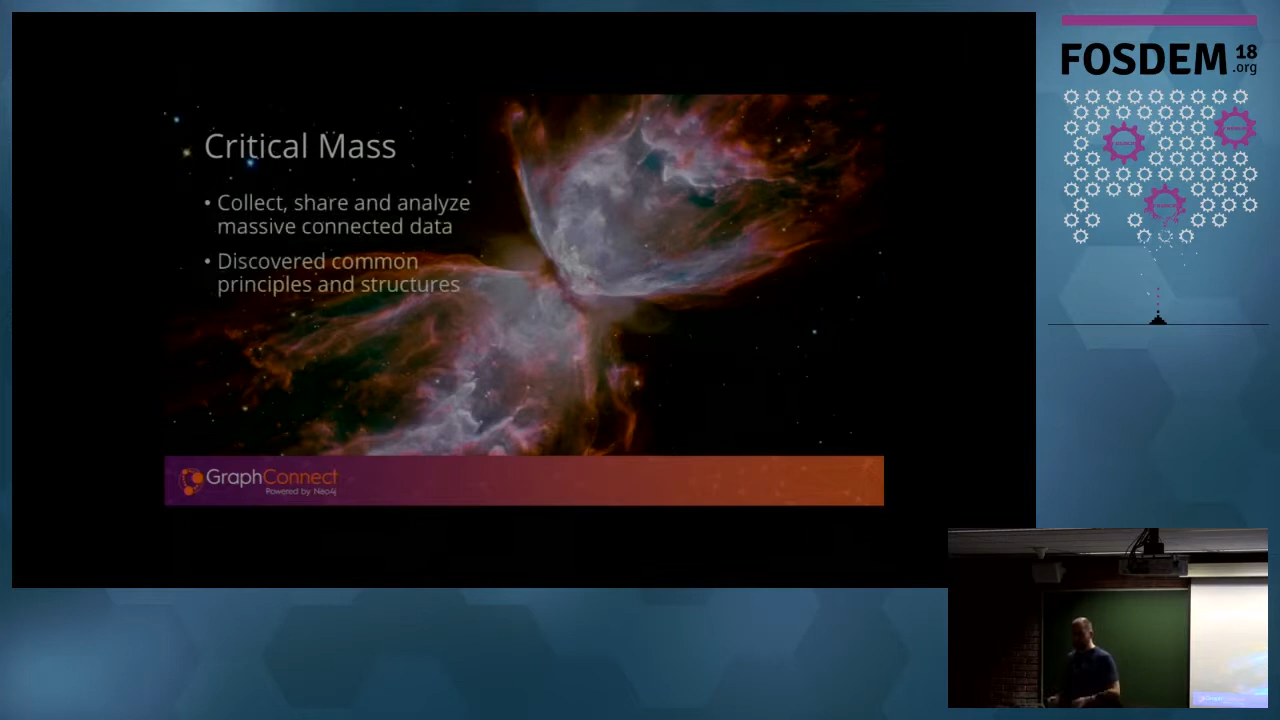 Critical Mass
• Collect, share and analyze
massive connected data
• Discovered common
principles and structures
GraphConnect
Powered by Neo4j
FOSDEM 18
.org